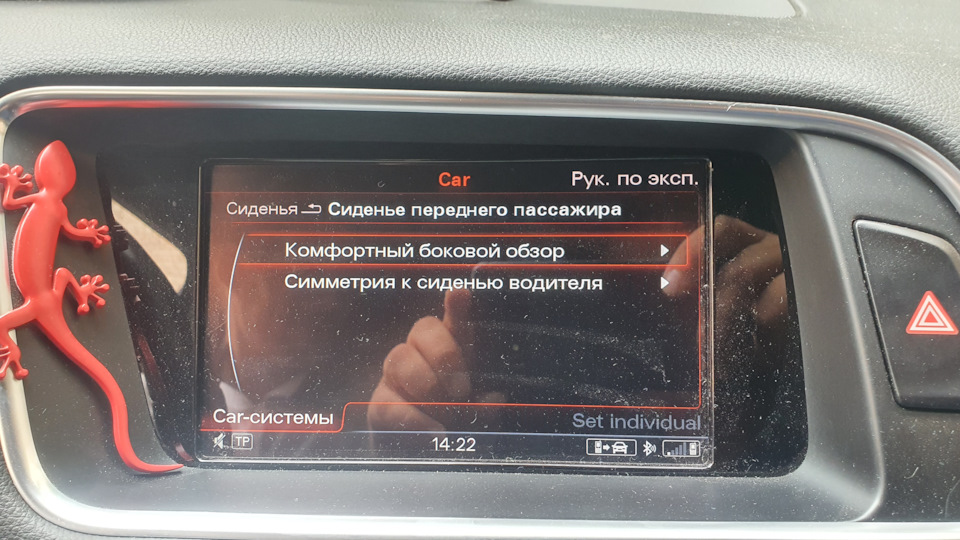 Car Рук. по эксп.
Сиденья Сиденье переднего пассажира
Комфортный боковой обзор
Симметрия к сиденью водителя
Car-системы Set individual
TP 14:22